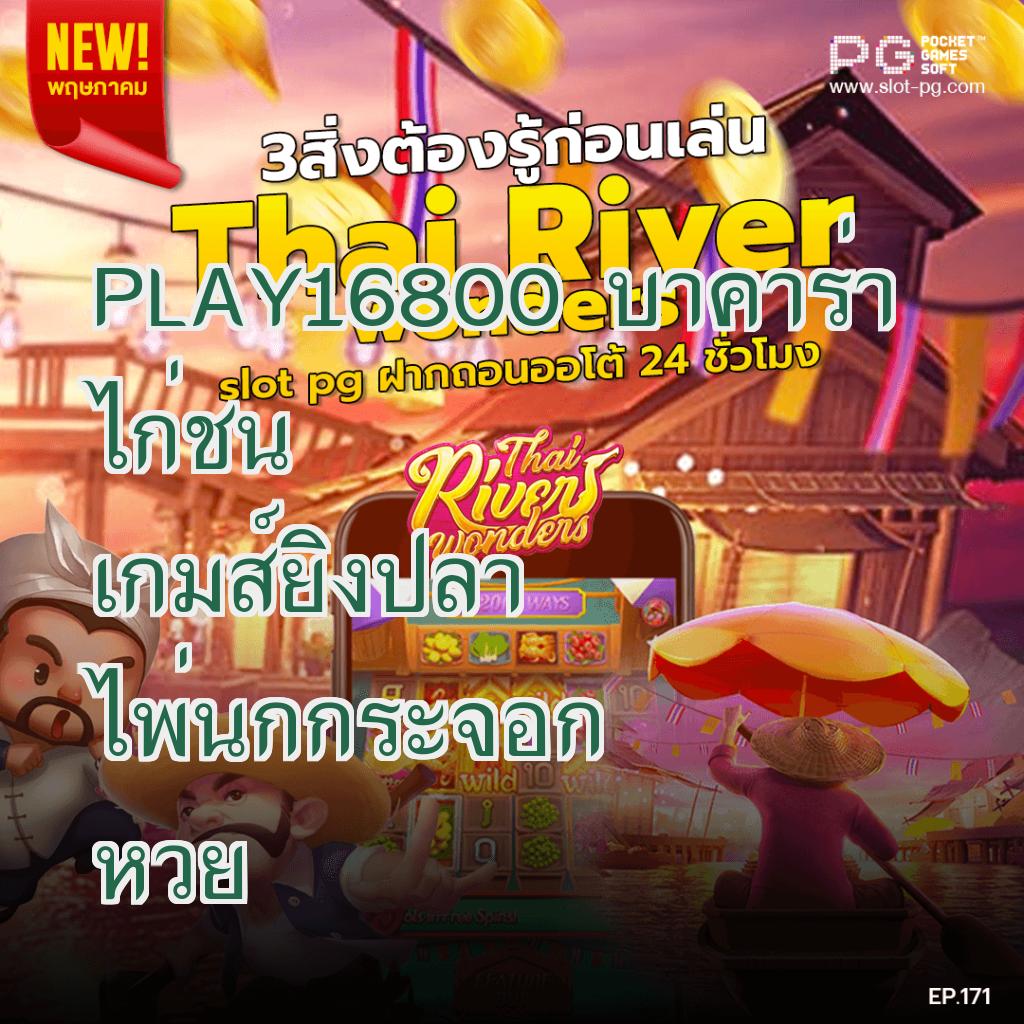 NEW!
พฤษภาคม
PG POCKET GAMES SOFT
www.slot-pg.com
3สิ่งต้องรู้ก่อนเล่น
Thai River
wonders
PLAY16800 บาคาร่า
slot pg ฝากถอนออโต้ 24 ชั่วโมง
ไก่ชน
Thai
River
wonders
เกมส์ยิงปลา
WAYS
ไพ่นกกระจอก
wild
หวย
EP.171